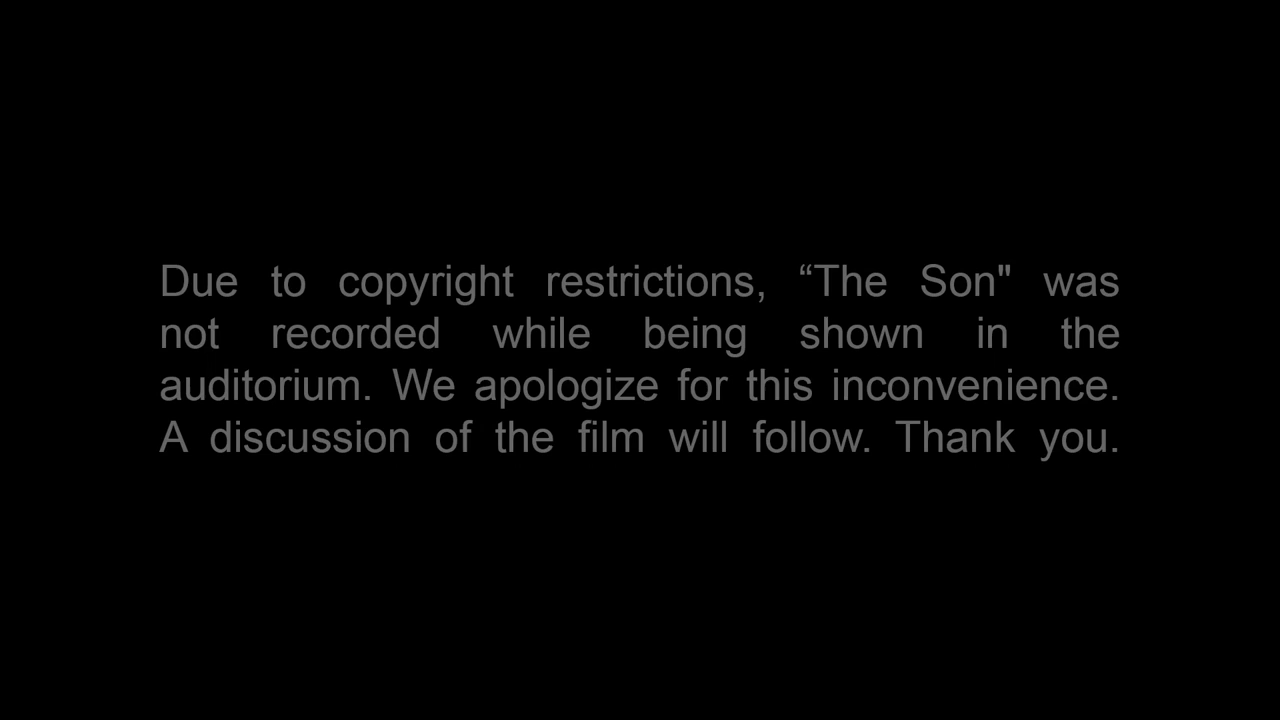 Due to copyright restrictions, “The Son" was
not recorded while being shown in the
auditorium. We apologize for this inconvenience.
A discussion of the film will follow. Thank you.